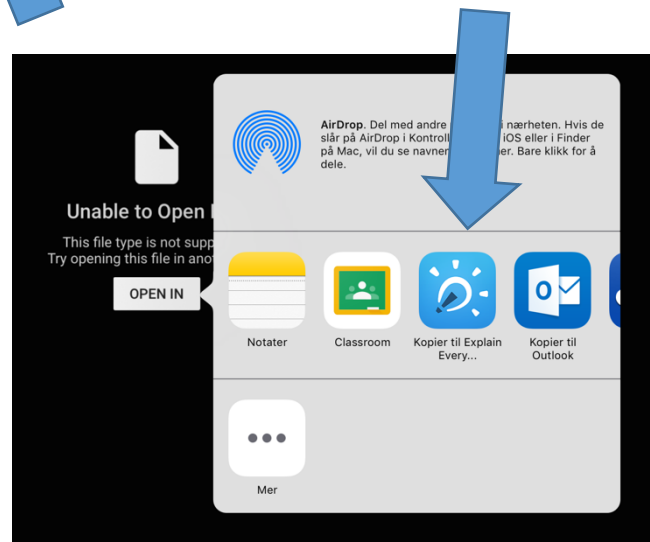 AirDrop. Del med andre i nærheten. Hvis de
slår på AirDrop i Kontroll iOS eller i Finder
på Mac, vil du se navnen er. Bare klikk for å
dele.
Unable to Open
This file type is not supp
Try opening this file in ano
OPEN IN
Notater
Classroom
Kopier til Explain
Every...
Kopier til
Outlook
Mer